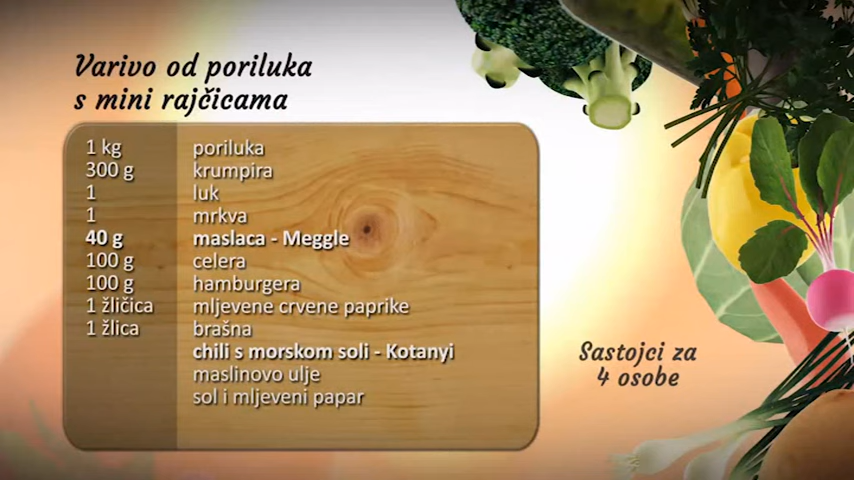 Varivo od poriluka
s mini rajčicama
1 kg poriluka
300 g krumpira
1 luk
1 mrkva
40 g maslaca - Meggle
100 g celera
100 g hamburgera
1 žličica mljevene crvene paprike
1 žlica brašna
chili s morskom soli - Kotanyi
maslinovo ulje
sol i mljeveni papar
Sastojci za
4 osobe